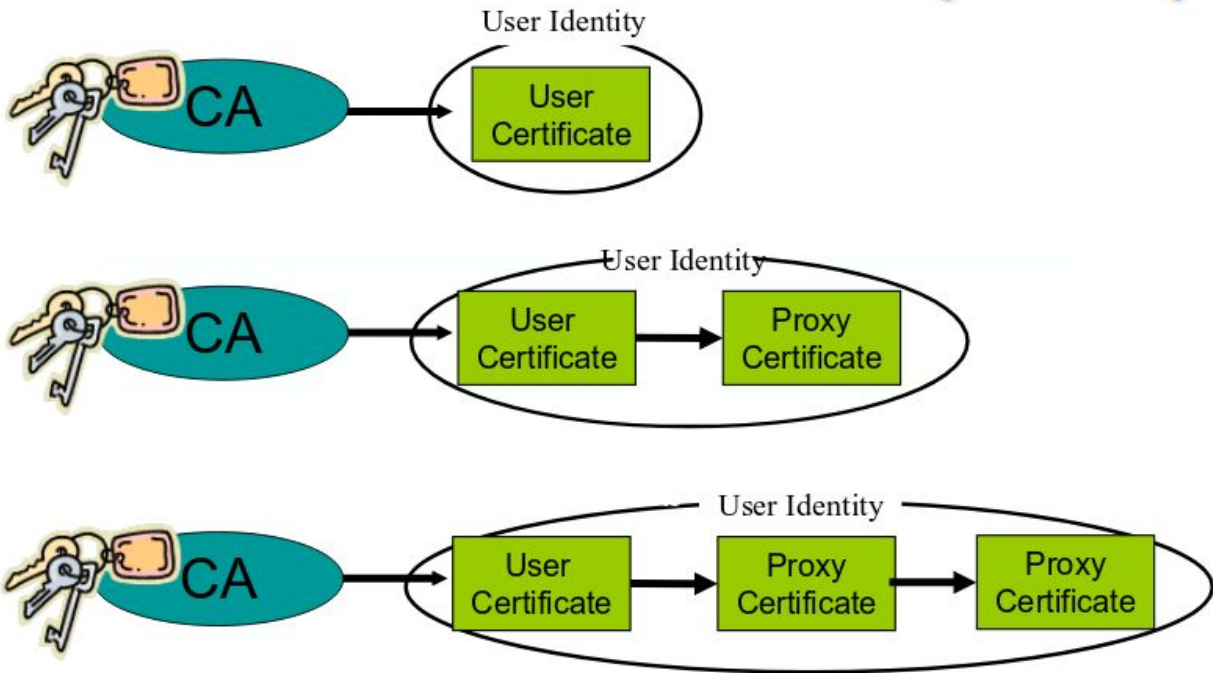 User Identity
CA
User
Certificate
User Identity
CA
User
Certificate
Proxy
Certificate
User Identity
CA
User
Certificate
Proxy
Certificate
Proxy
Certificate